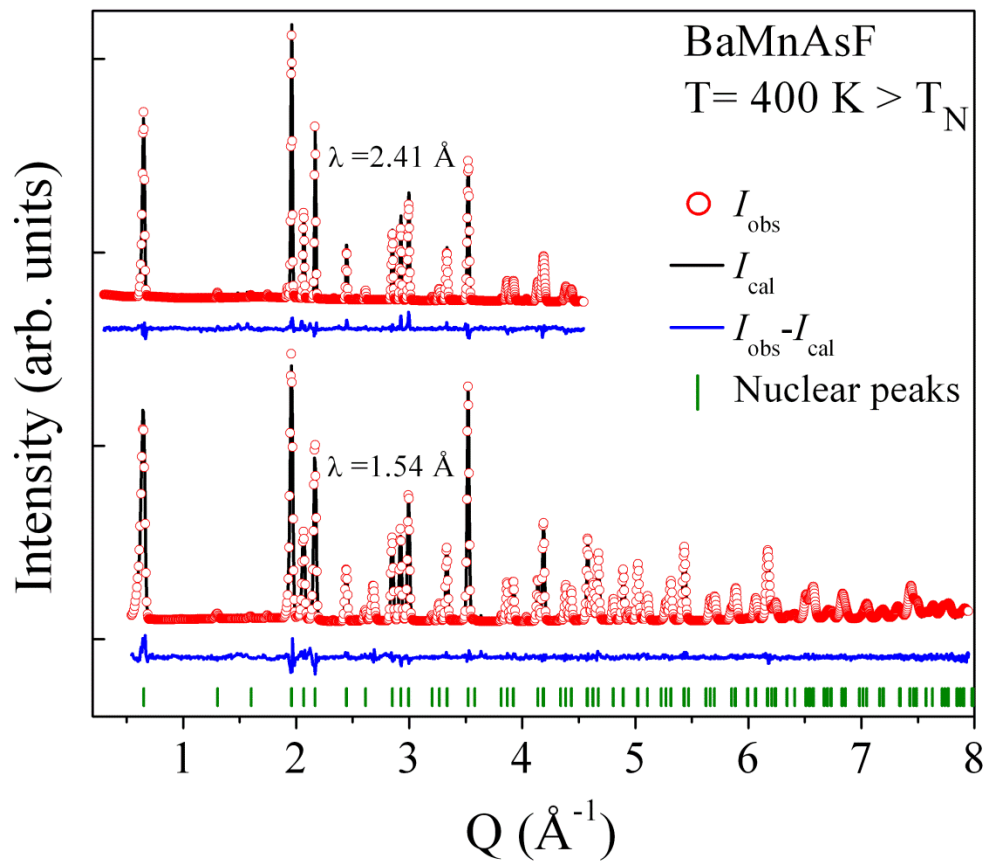 BaMnAsF
T= 400 K > T_N
λ =2.41 Å
I_obs
I_cal
I_obs-I_cal
Nuclear peaks
λ =1.54 Å
Intensity (arb. units)
1 2 3 4 5 6 7 8
Q (Å^-1)